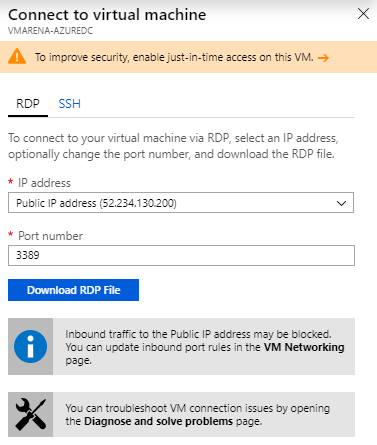 Connect to virtual machine
VMARENA-AZUREDC
To improve security, enable just-in-time access on this VM. →
RDP SSH
To connect to your virtual machine via RDP, select an IP address,
optionally change the port number, and download the RDP file.
* IP address
Public IP address (52.234.130.200)
* Port number
3389
Download RDP File
Inbound traffic to the Public IP address may be blocked.
You can update inbound port rules in the VM Networking
page.
You can troubleshoot VM connection issues by opening
the Diagnose and solve problems page.